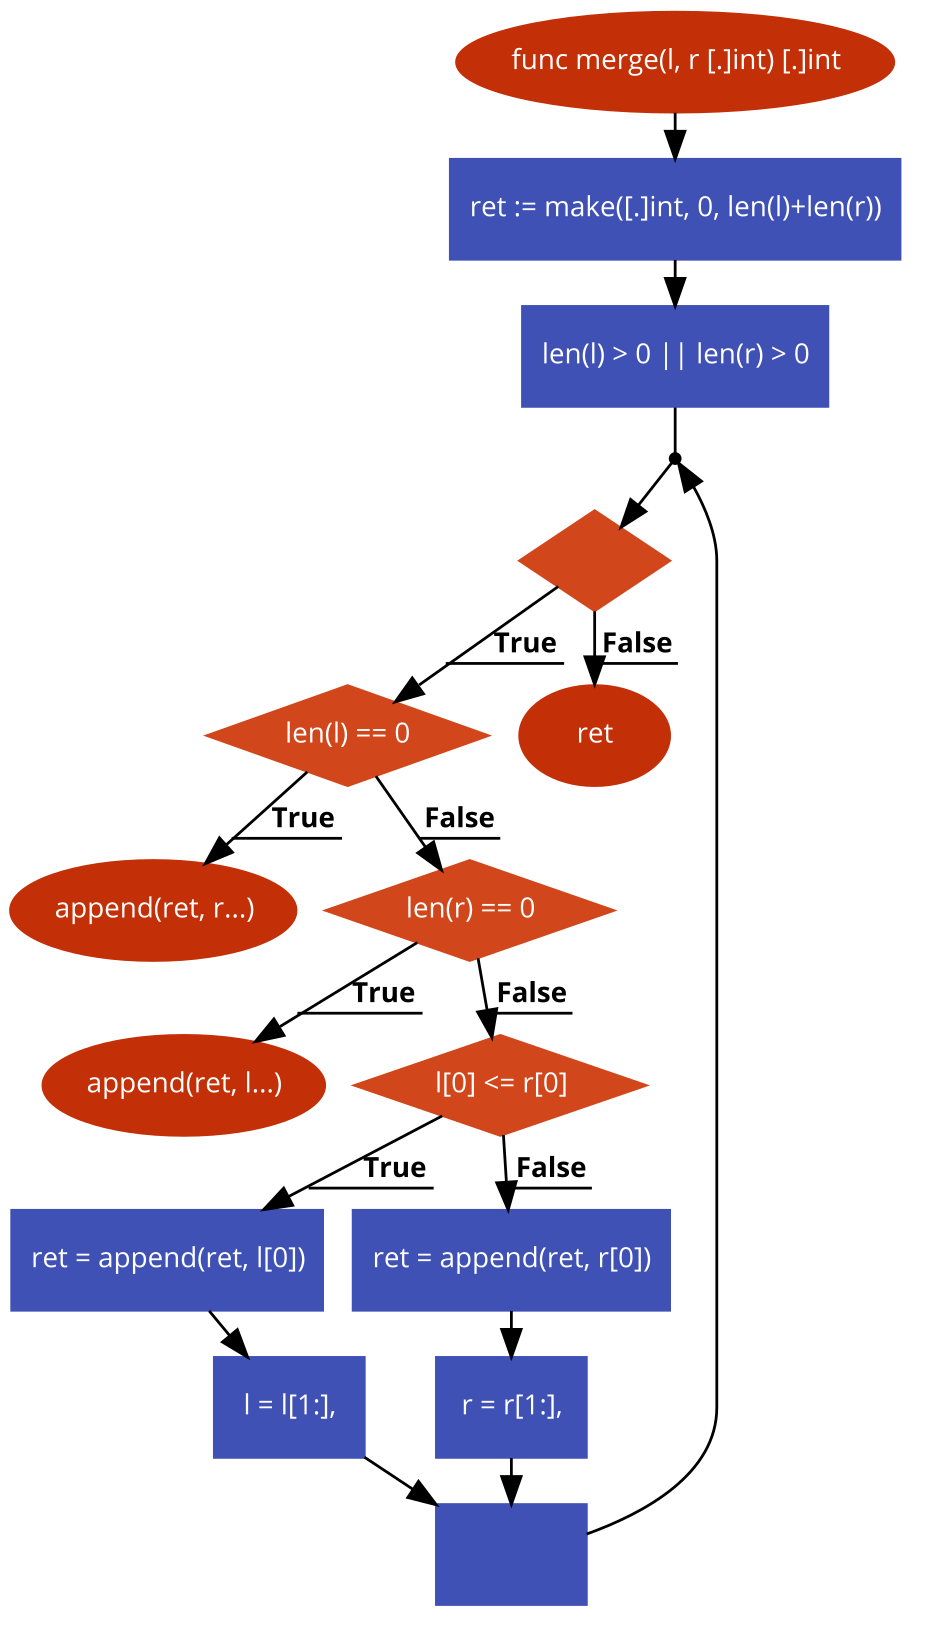 func merge(l, r [.]int) [.]int
ret := make([.]int, 0, len(l)+len(r))
len(l) > 0 || len(r) > 0
True
False
len(l) == 0
ret
True
False
append(ret, r...)
len(r) == 0
True
False
append(ret, l...)
l[0] <= r[0]
True
False
ret = append(ret, l[0])
ret = append(ret, r[0])
l = l[1:],
r = r[1:],